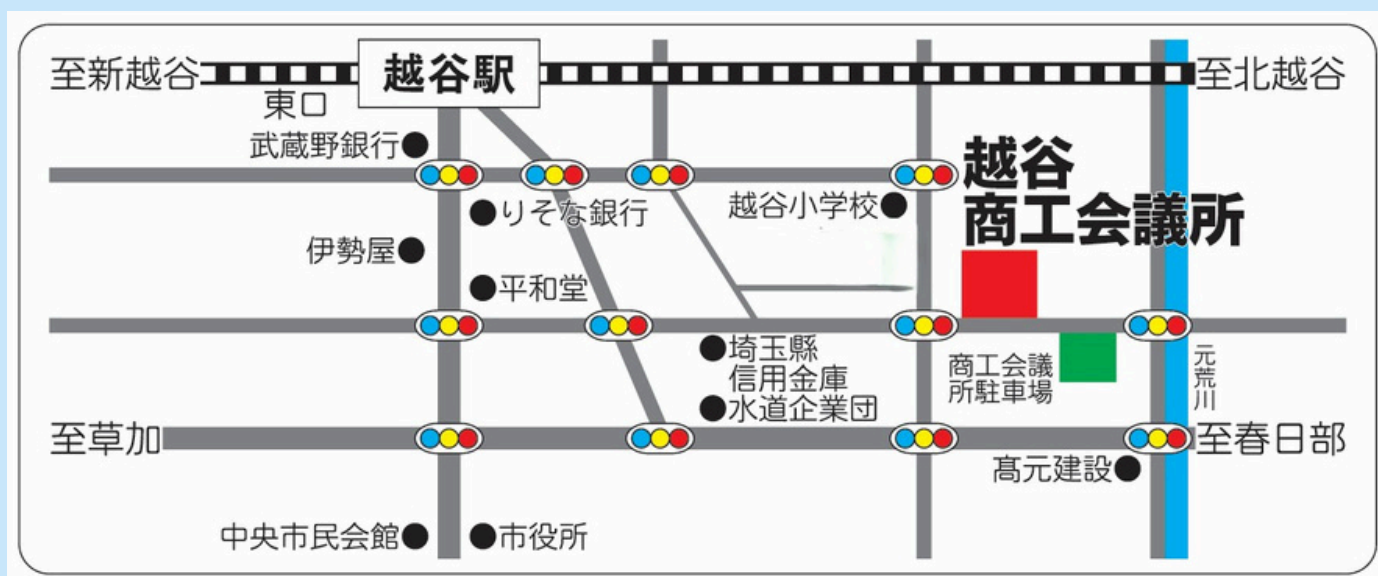 至新越谷
越谷駅
至北越谷
東口
武蔵野銀行
越谷
商工会議所
りそな銀行
越谷小学校
伊勢屋
平和堂
埼玉縣
信用金庫
水道企業団
商工会議
所駐車場
元荒川
至草加
至春日部
髙元建設
中央市民会館
市役所